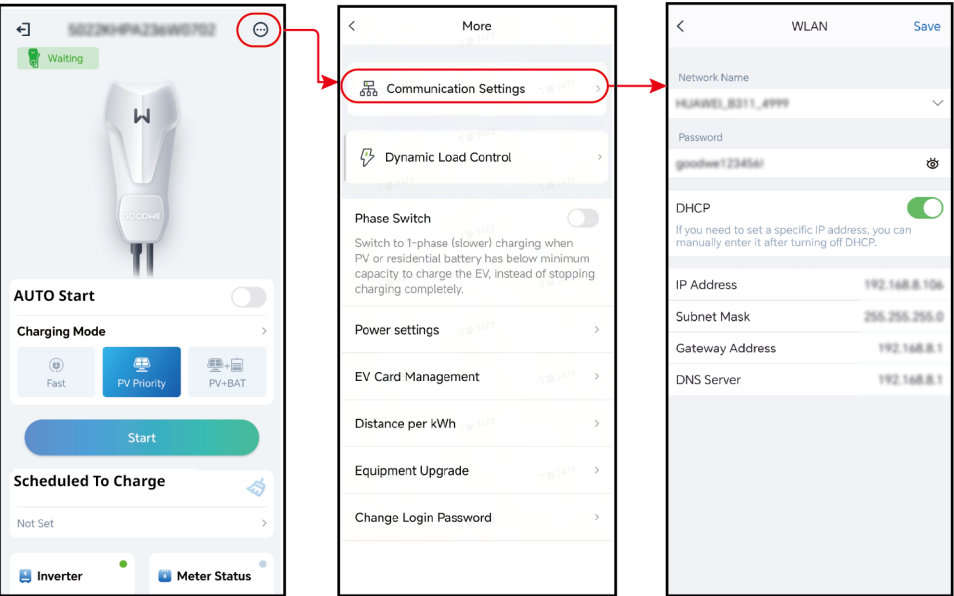 Waiting
GOODWE
AUTO Start
Charging Mode
Fast
PV Priority
PV+BAT
Start
Scheduled To Charge
Not Set
Inverter
Meter Status
More
Communication Settings
Dynamic Load Control
Phase Switch
Switch to 1-phase (slower) charging when
PV or residential battery has below minimum
capacity to charge the EV, instead of stopping
charging completely.
Power settings
EV Card Management
Distance per kWh
Equipment Upgrade
Change Login Password
WLAN
Save
Network Name
HUAWEI_B311_4999
Password
goodwe123456!
DHCP
If you need to set a specific IP address, you can
manually enter it after turning off DHCP.
IP Address
192.168.8.106
Subnet Mask
255.255.255.0
Gateway Address
192.168.8.1
DNS Server
192.168.8.1